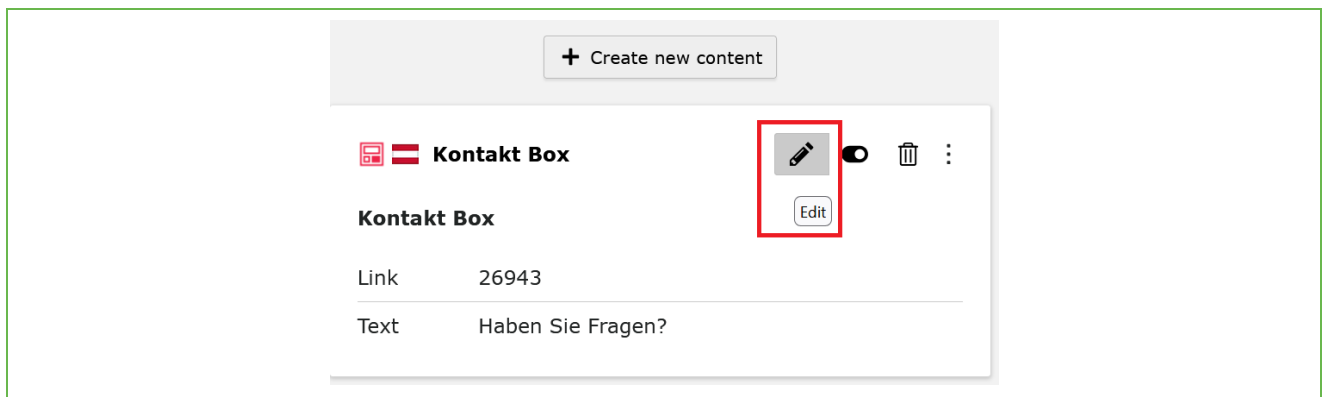 Create new content
Kontakt Box
Edit
Kontakt Box
Link 26943
Text Haben Sie Fragen?